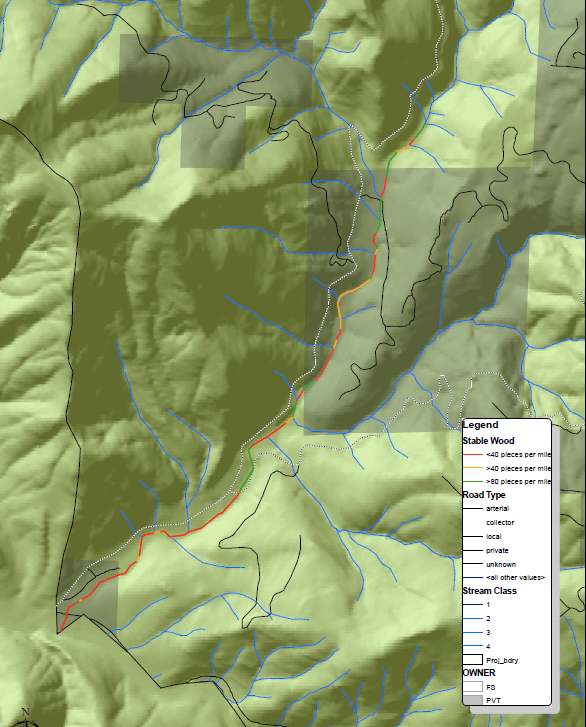 Legend
Stable Wood
<40 pieces per mile
>40 pieces per mile
>80 pieces per mile
Road Type
arterial
collector
local
private
unknown
<all other values>
Stream Class
1
2
3
4
Proj_bdry
OWNER
FS
PVT
N